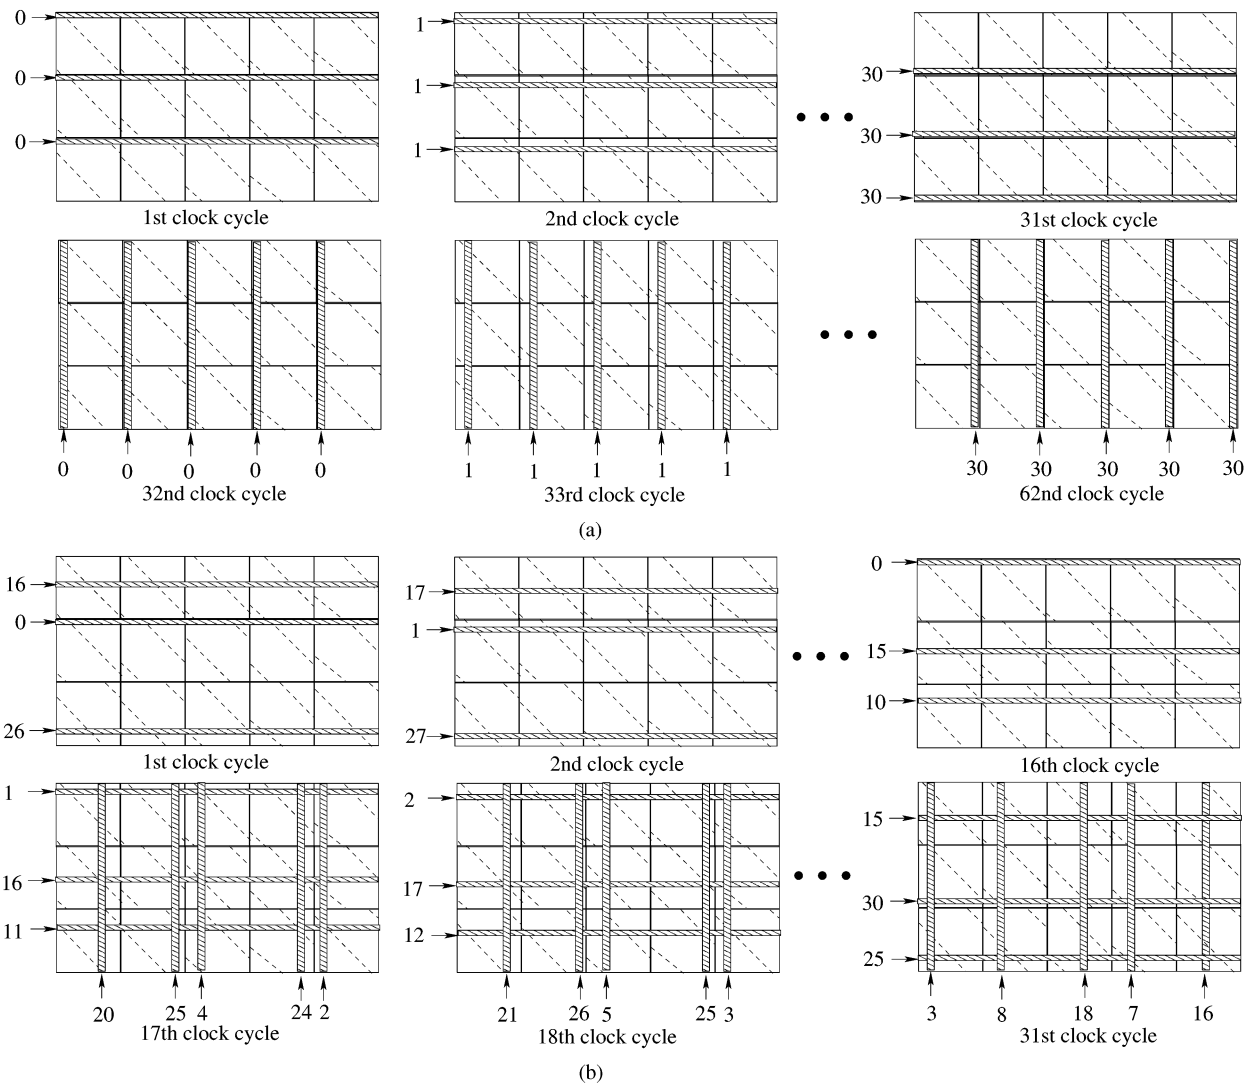 0 1 30
0 1 30
0 1 30
1st clock cycle 2nd clock cycle 31st clock cycle
0 0 0 0 0 1 1 1 1 1 30 30 30 30 30
32nd clock cycle 33rd clock cycle 62nd clock cycle
(a)
16 17 0
0 1 15
26 27 10
1st clock cycle 2nd clock cycle 16th clock cycle
1 2 15
16 17 30
11 12 25
20 25 4 24 2 21 26 5 25 3 3 8 18 7 16
17th clock cycle 18th clock cycle 31st clock cycle
(b)